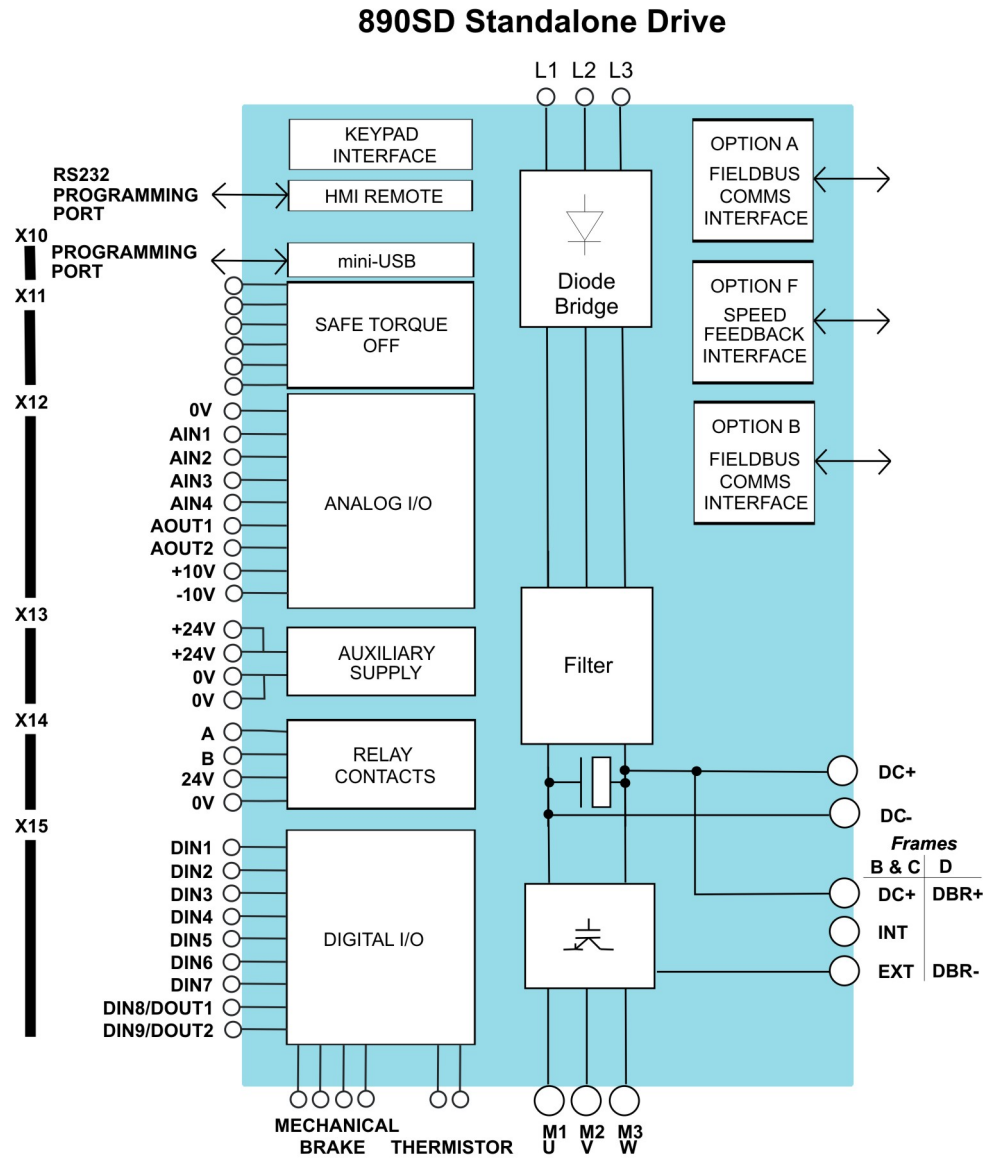 890SD Standalone Drive
L1 L2 L3
KEYPAD
INTERFACE
RS232
PROGRAMMING
PORT
HMI REMOTE
X10
PROGRAMMING
PORT
mini-USB
X11
SAFE TORQUE
OFF
X12
0V
AIN1
AIN2
AIN3
AIN4
AOUT1
AOUT2
+10V
-10V
ANALOG I/O
X13
+24V
+24V
0V
0V
AUXILIARY
SUPPLY
X14
A
B
24V
0V
RELAY
CONTACTS
X15
DIN1
DIN2
DIN3
DIN4
DIN5
DIN6
DIN7
DIN8/DOUT1
DIN9/DOUT2
DIGITAL I/O
MECHANICAL
BRAKE
THERMISTOR
Diode
Bridge
Filter
M1 M2 M3
U V W
OPTION A
FIELDBUS
COMMS
INTERFACE
OPTION F
SPEED
FEEDBACK
INTERFACE
OPTION B
FIELDBUS
COMMS
INTERFACE
DC+
DC-
Frames
B & C D
DC+ DBR+
INT
EXT DBR-